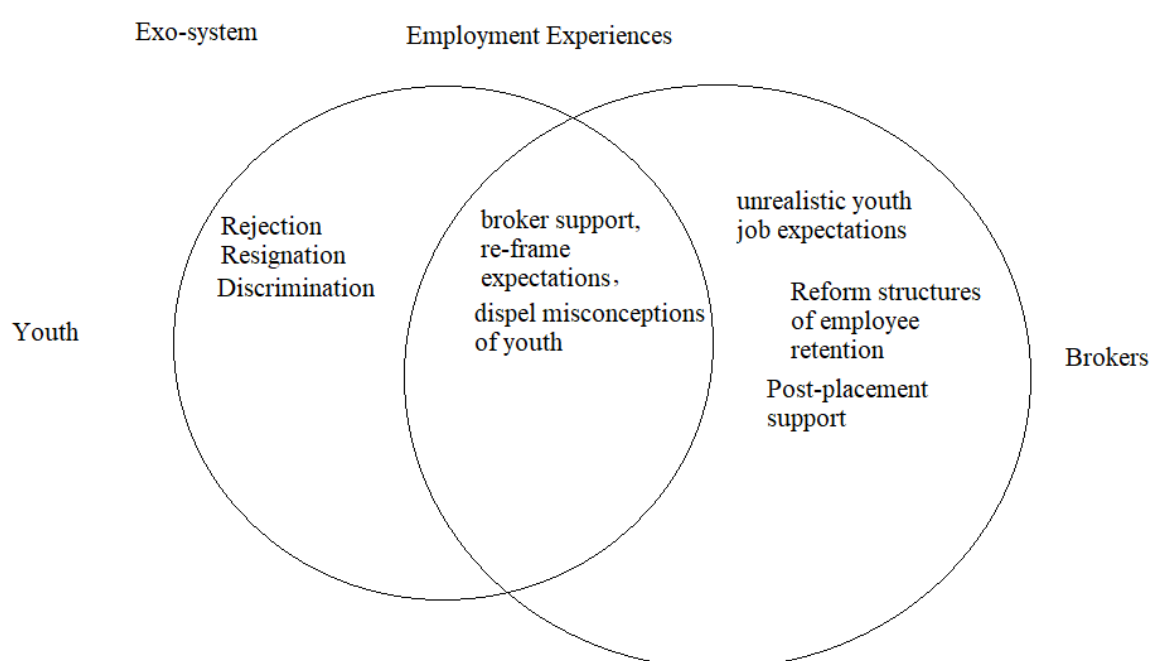 Exo-system
Employment Experiences
Rejection
Resignation
Discrimination
broker support,
re-frame
expectations，
dispel misconceptions
of youth
unrealistic youth
job expectations
Reform structures
of employee
retention
Post-placement
support
Youth
Brokers